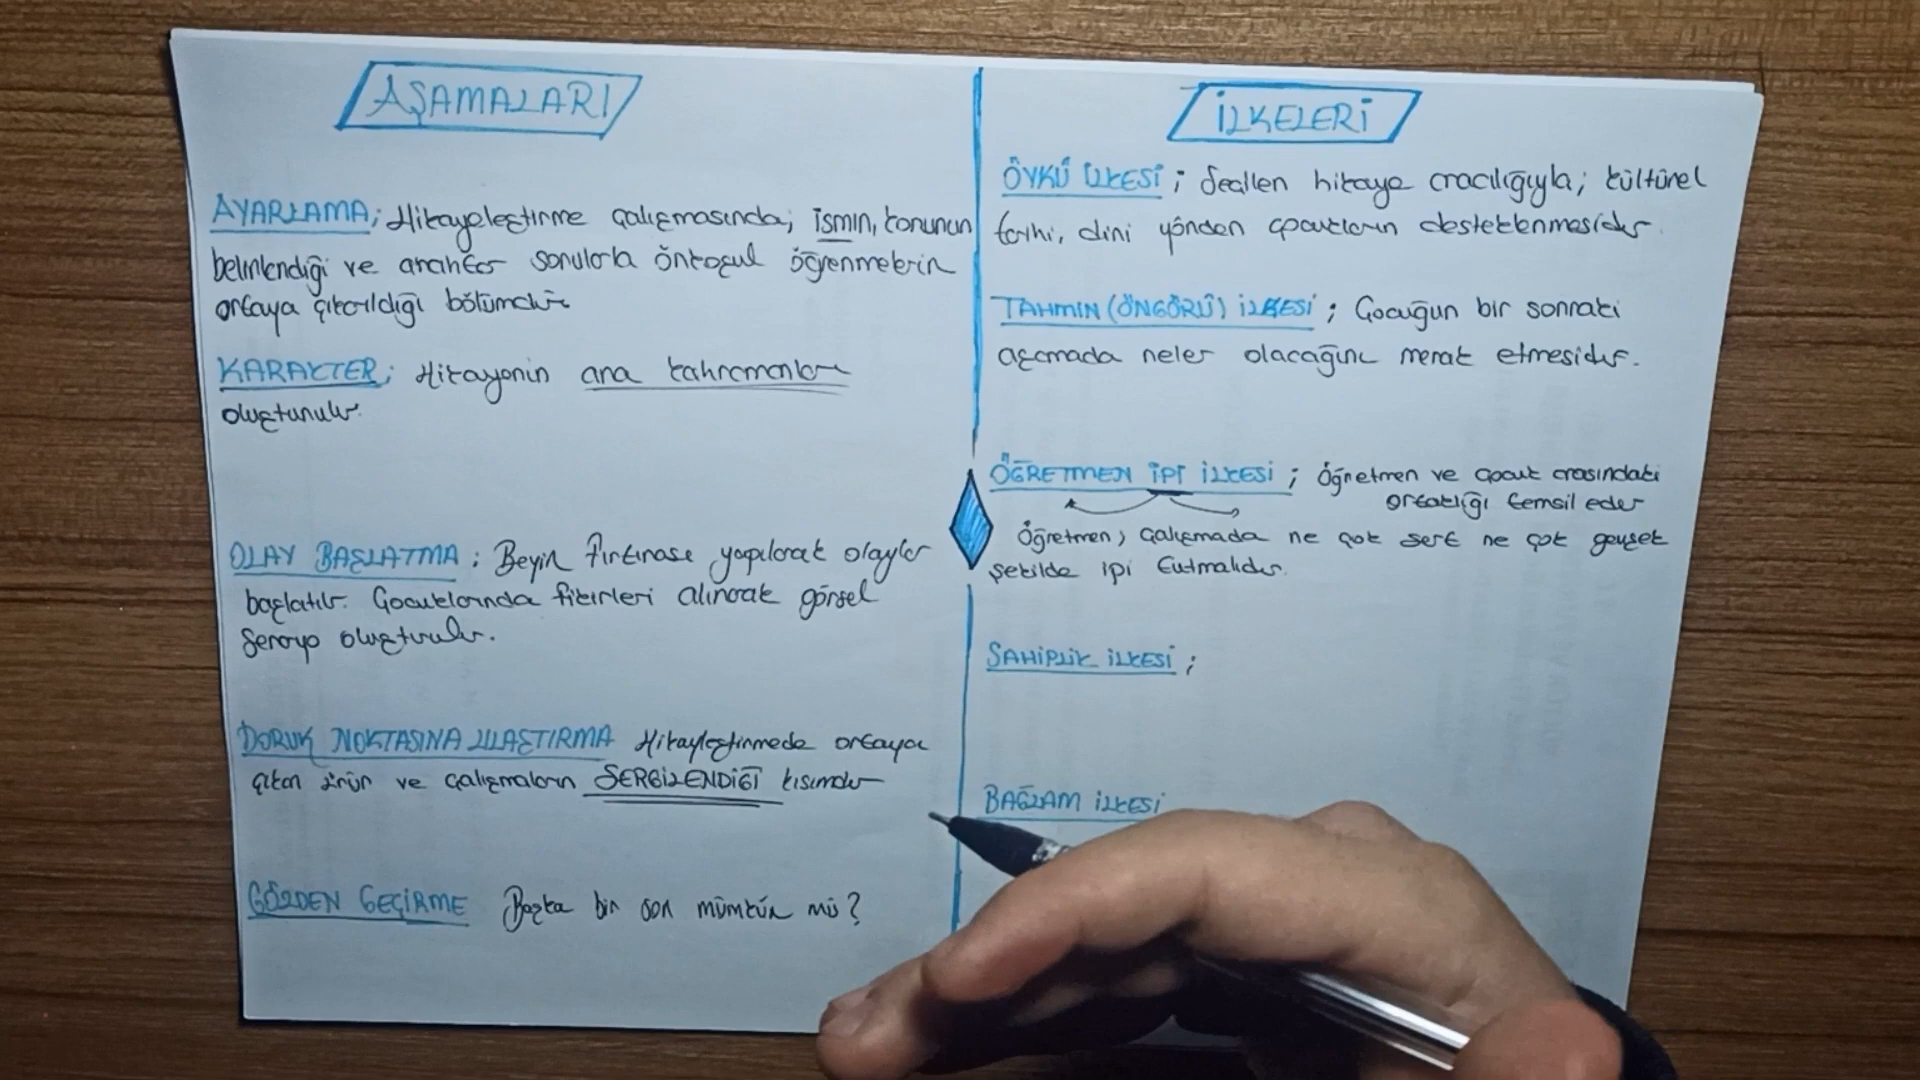 AŞAMALARI
AYARLAMA; Hikayeleştirme çalışmasında; ismin, konunun
belirlendiği ve anahtar sorularla önkoşul öğrenmelerin
ortaya çıkarıldığı bölümdür
KARAKTER; Hikayenin ana kahramanları
oluşturulur.
OLAY BAŞLATMA : Beyin fırtınası yapılarak olaylar
başlatılır. Çocuklarında fikirleri alınarak görsel
Senaryo oluşturulur.
DORUK NOKTASINA ULAŞTIRMA Hikayleştirmede ortaya
çıkan ürün ve çalışmaların SERGİLENDİĞİ kısımdır
GÖZDEN GEÇİRME Başka bir son mümkün mü?
İLKELERİ
ÖYKÜ İLKESİ ; Seçilen hikaye aracılığıyla; kültürel
tarihi, dini yönden çocukların desteklenmesidir.
TAHMİN (ÖNGÖRÜ) İLKESİ ; Çocuğun bir sonraki
aşamada neler olacağını merak etmesidir.
ÖĞRETMEN İPİ İLKESİ ; Öğretmen ve çocuk arasındaki
ortaklığı temsil eder
Öğretmen, çalışmada ne çok sert ne çok gevşek
şekilde ipi tutmalıdır.
SAHİPLİK İLKESİ ;
BAĞLAM İLKESİ